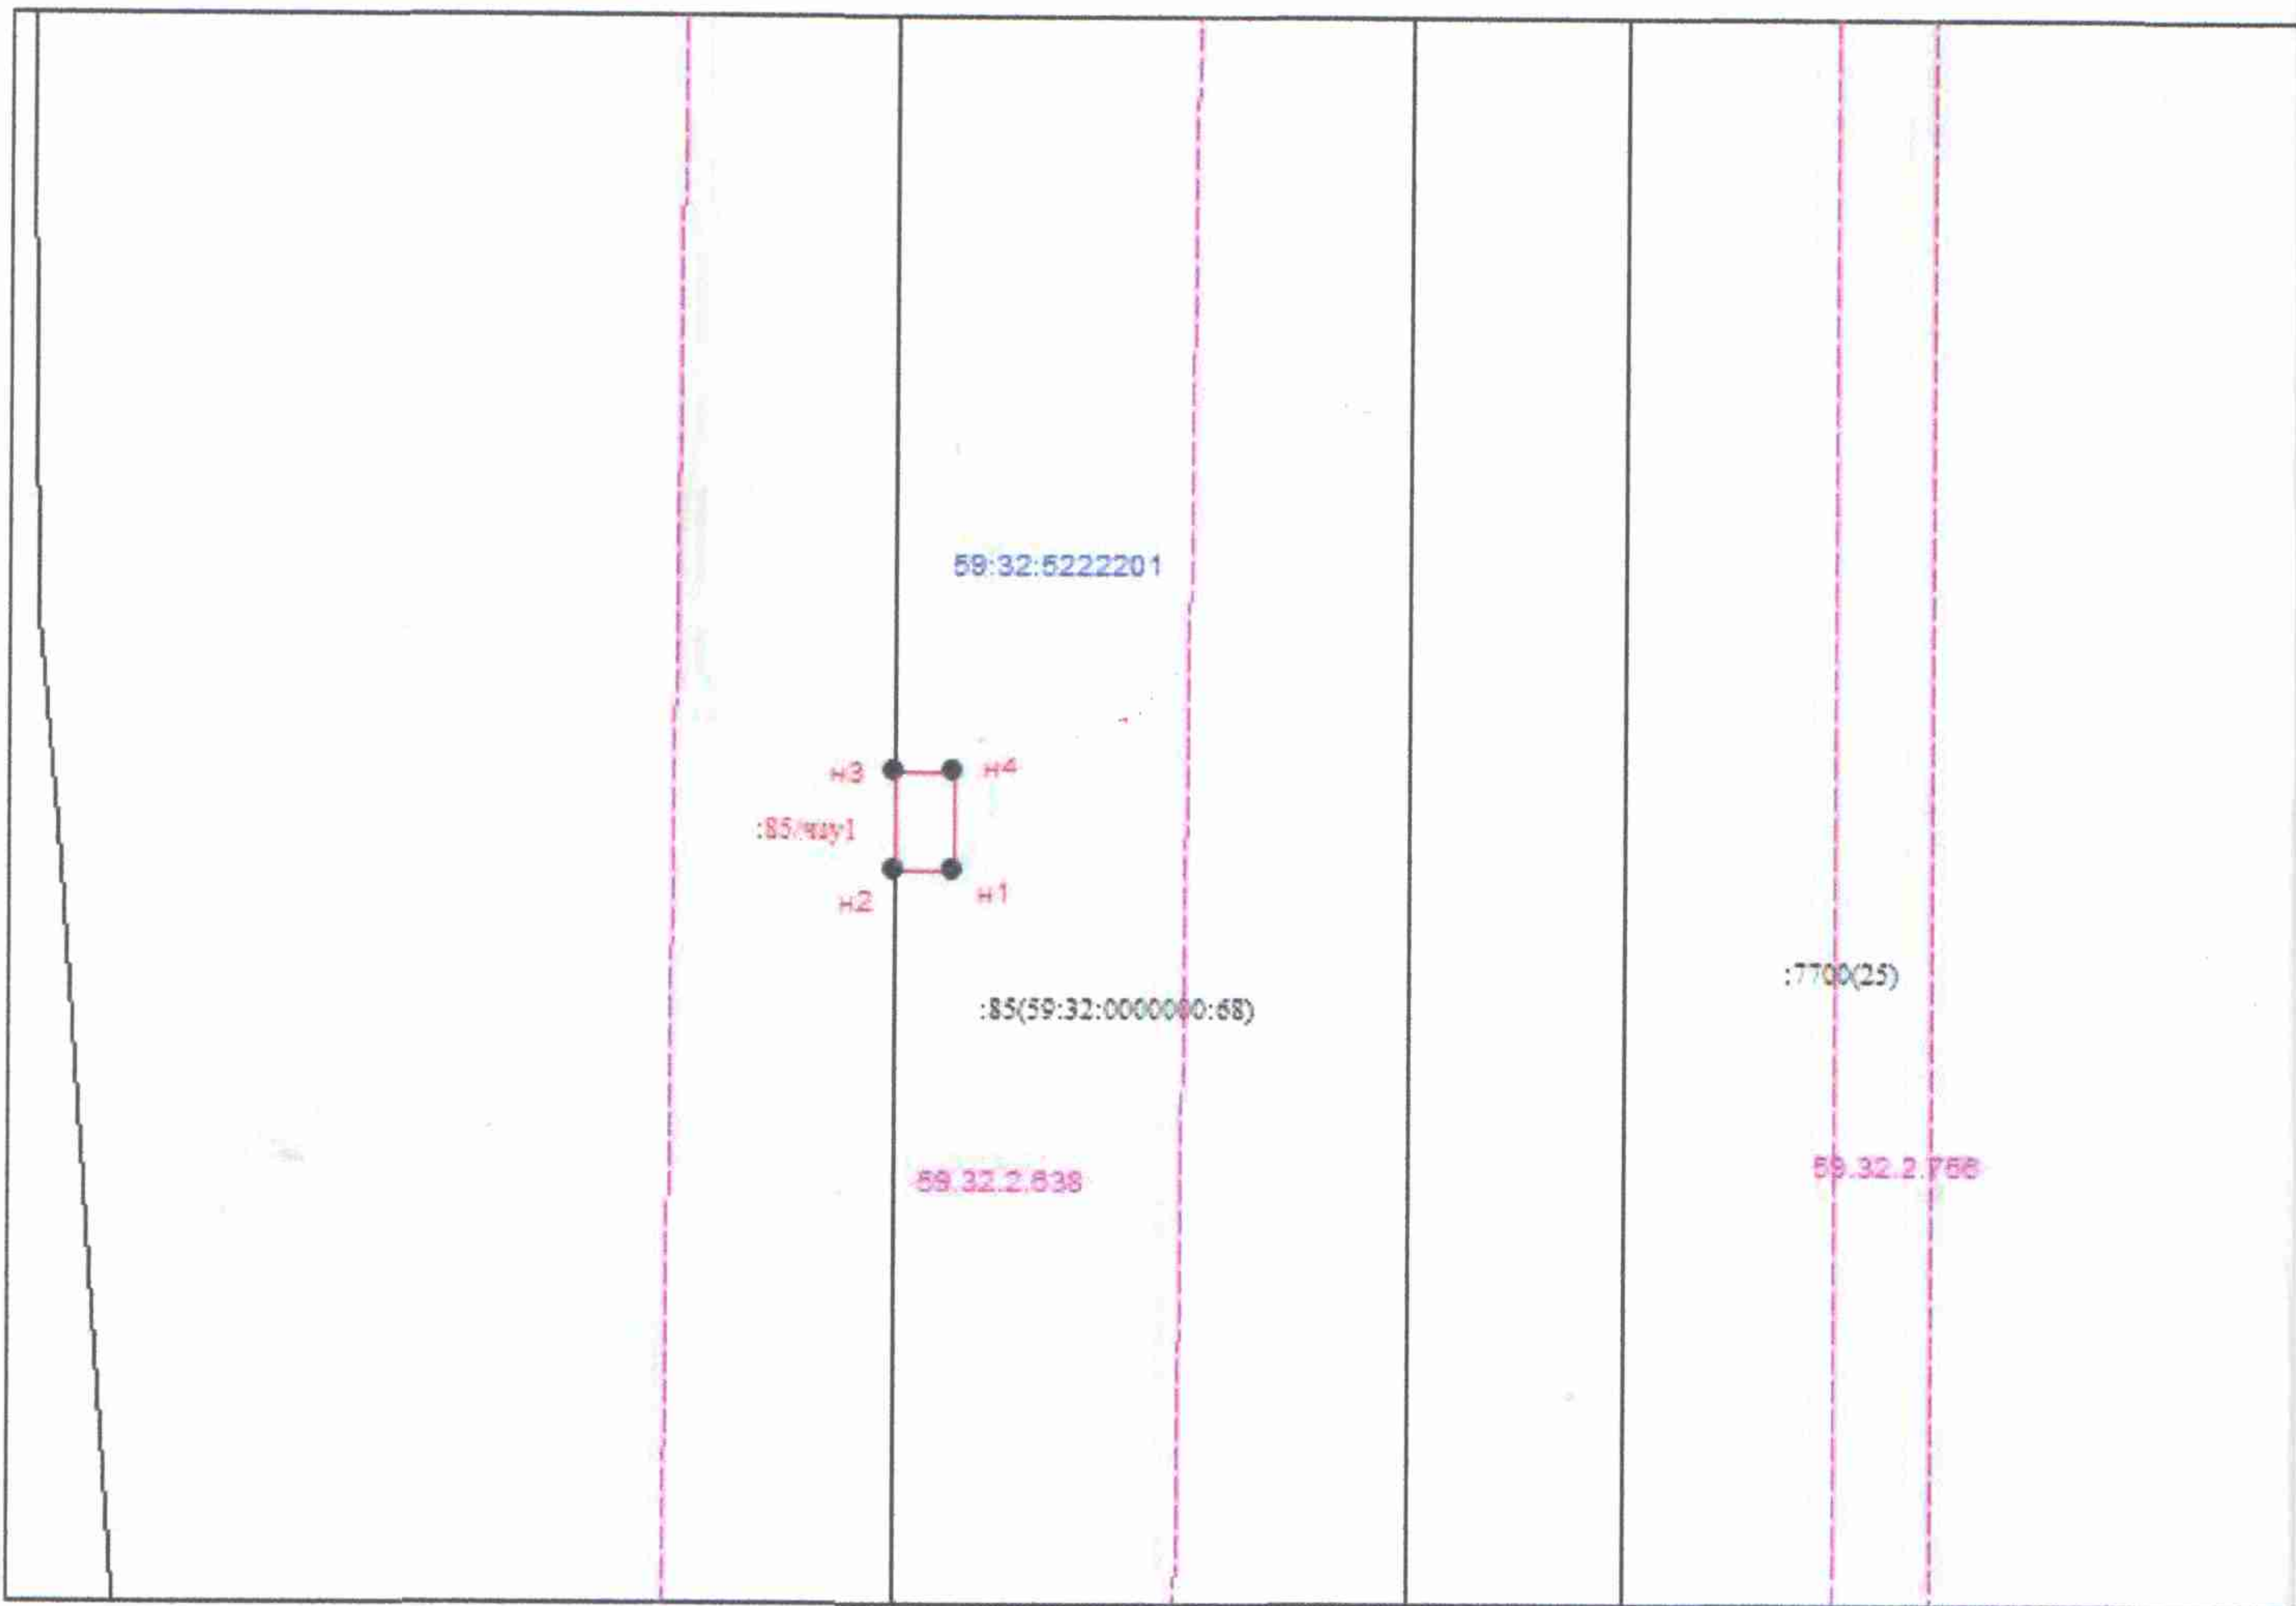 59:32:5222201
н3
н4
:85/чзу1
н2
н1
:7700(25)
:85(59:32:0000000:68)
59.32.2.756
59.32.2.638